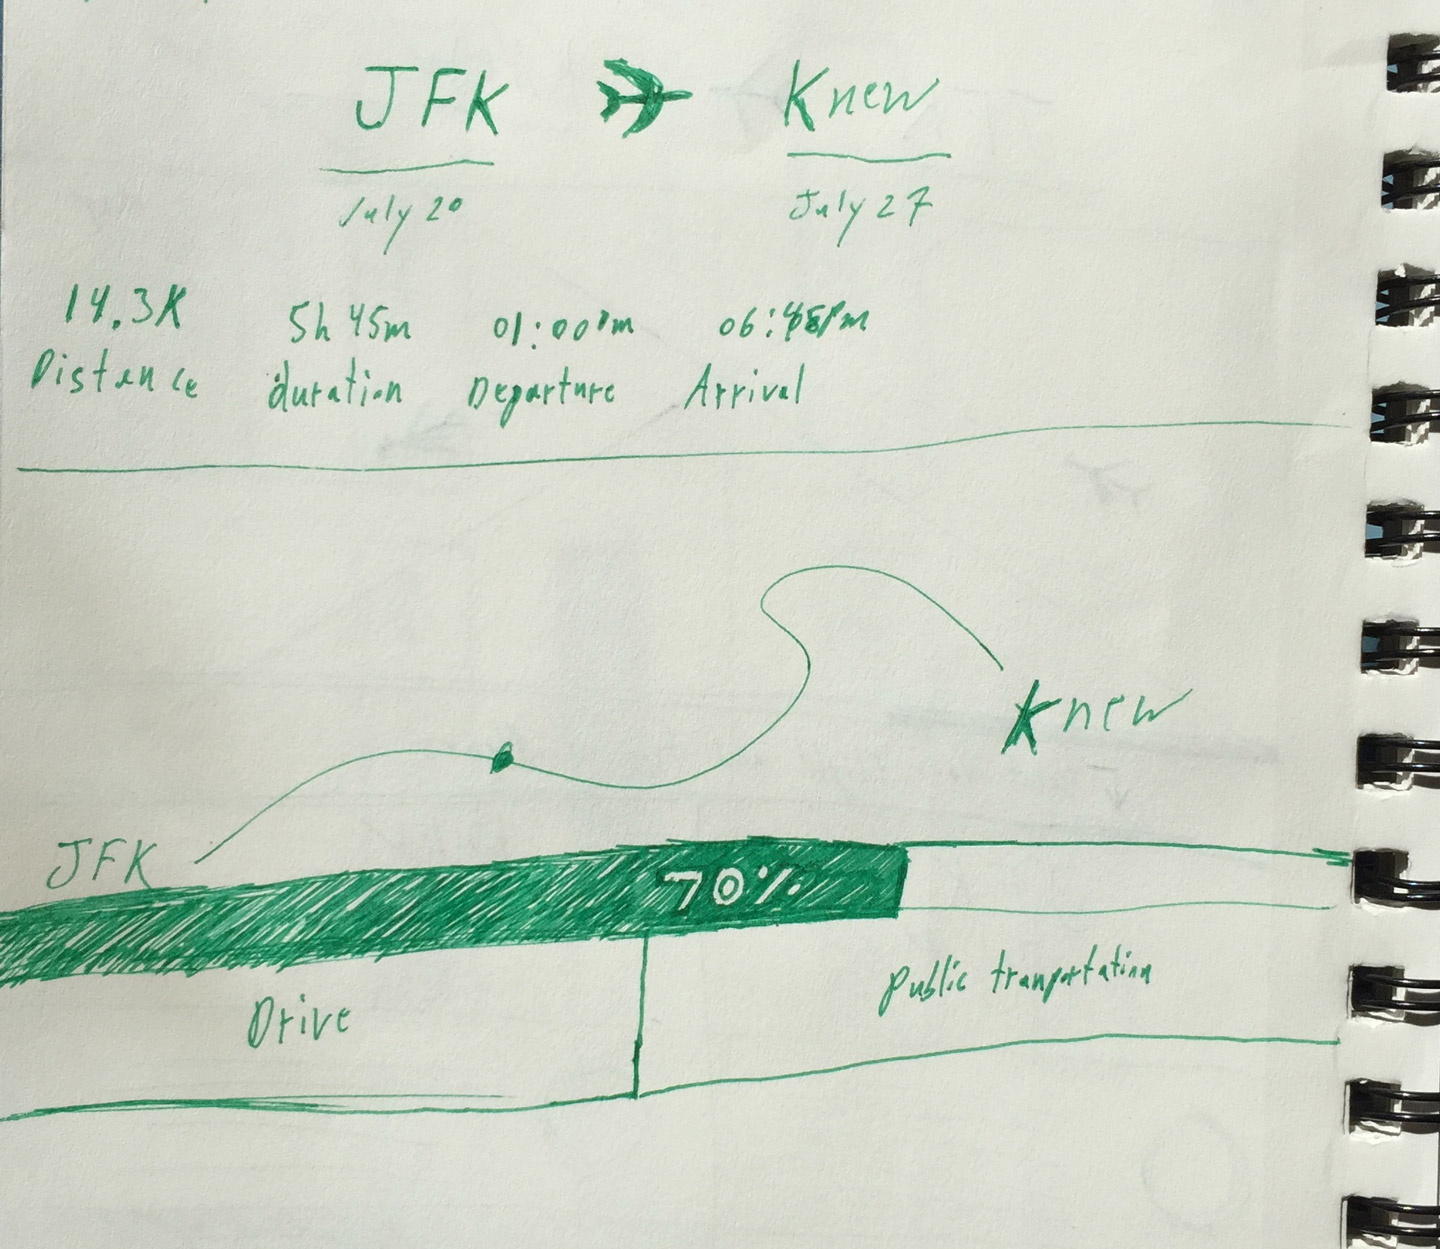 JFK Knew
July 20 July 27
14.3K 5h 45m 01:00Pm 06:45Pm
Distance duration Departure Arrival
Knew
JFK
70%
Drive public tranportation